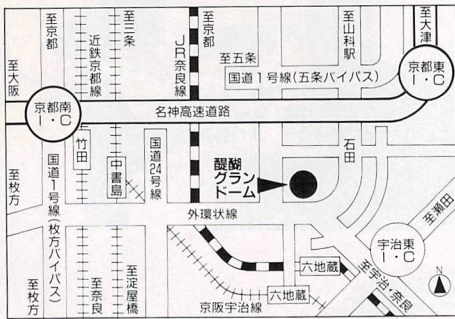 至京都
近鉄京都線
至三条
JR奈良線
至京都
至五条
至山科駅
至大津
国道1号線(五条バイパス)
京都東
I・C
至大阪
京都南
I・C
名神高速道路
竹田
中書島
国道24号線
石田
醍醐
グラン
ドーム
外環状線
至瀬田
宇治東
I・C
至枚方
国道1号線(枚方バイパス)
至枚方
至奈良
至淀屋橋
六地蔵
六地蔵
京阪宇治線
至宇治・奈良
N